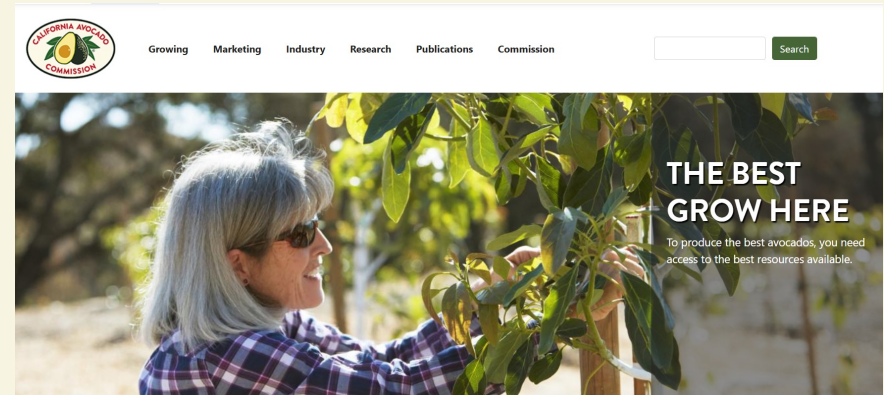 CALIFORNIA AVOCADO
COMMISSION
Growing Marketing Industry Research Publications Commission
Search
THE BEST
GROW HERE
To produce the best avocados, you need
access to the best resources available.